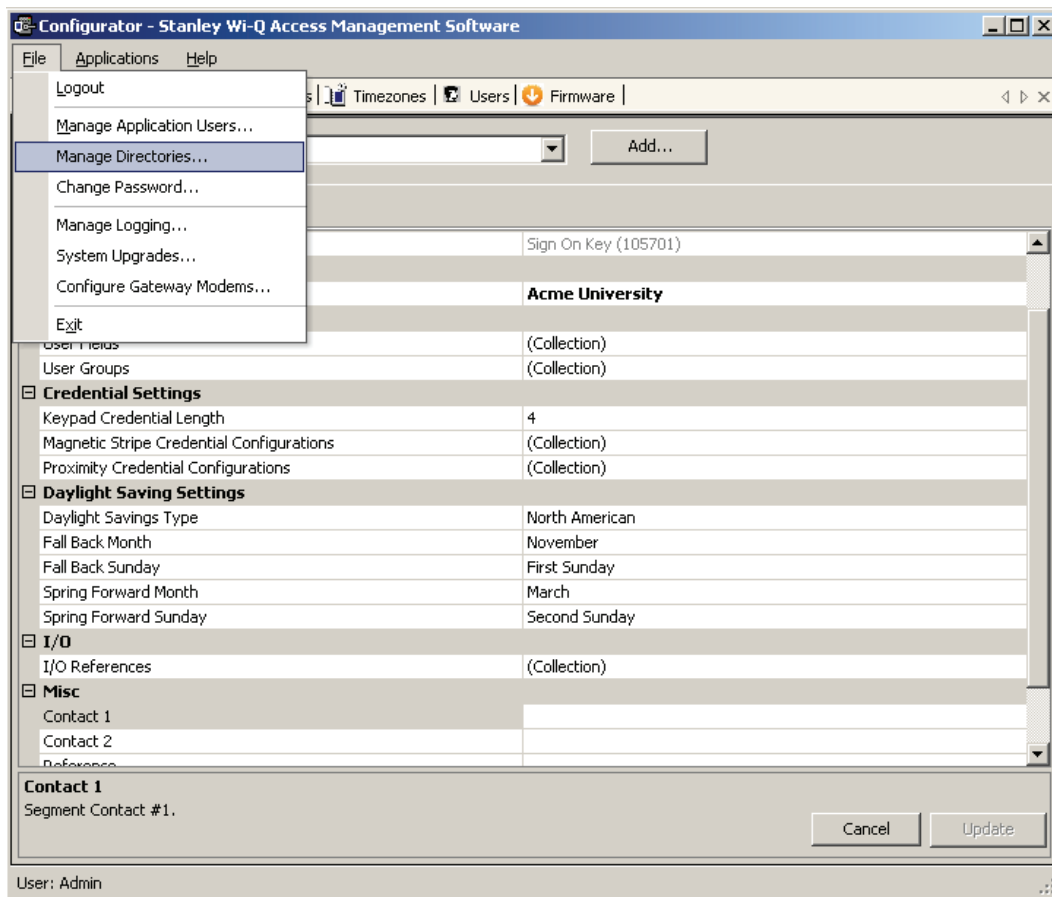 Configurator - Stanley Wi-Q Access Management Software
File Applications Help
Logout
Manage Application Users...
Manage Directories...
Change Password...
Manage Logging...
System Upgrades...
Configure Gateway Modems...
Exit
Timezones Users Firmware
Add...
Sign On Key (105701)
Acme University
User Fields (Collection)
User Groups (Collection)
Credential Settings
Keypad Credential Length 4
Magnetic Stripe Credential Configurations (Collection)
Proximity Credential Configurations (Collection)
Daylight Saving Settings
Daylight Savings Type North American
Fall Back Month November
Fall Back Sunday First Sunday
Spring Forward Month March
Spring Forward Sunday Second Sunday
I/O
I/O References (Collection)
Misc
Contact 1
Contact 2
Reference
Contact 1
Segment Contact #1.
Cancel Update
User: Admin